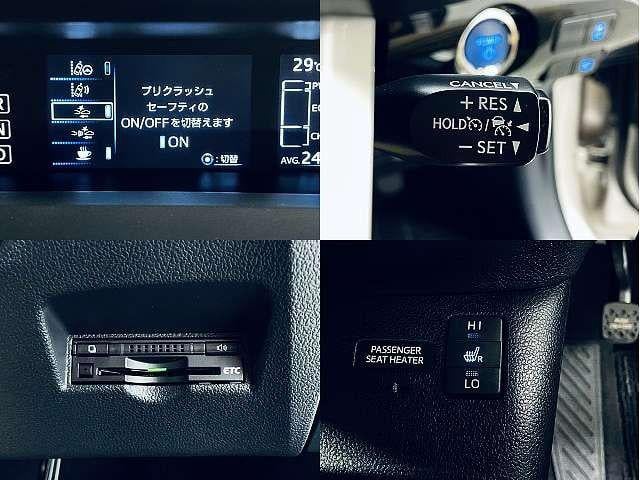 プリクラッシュ
セーフティの
ON/OFFを切替えます
ON
:切替
29℃
AVG.24
R
N
D
CANCEL
+ RES
HOLD /
− SET
ETC
PASSENGER
SEAT HEATER
HI
R
LO